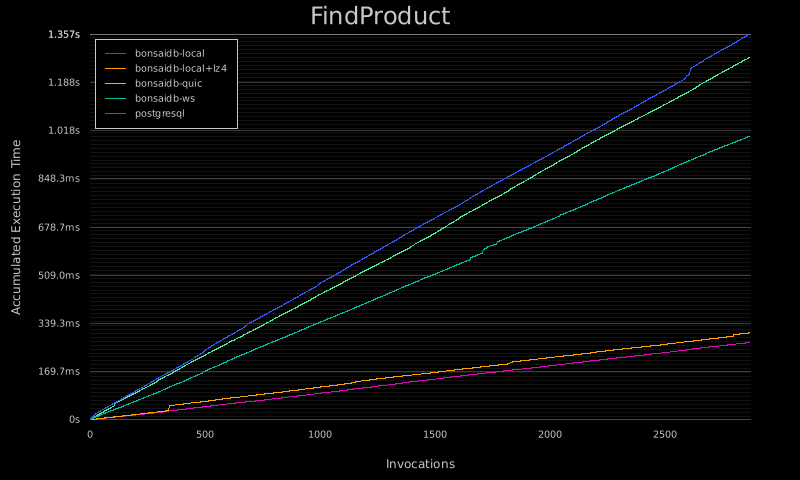 FindProduct
1.357s
1.188s
1.018s
848.3ms
678.7ms
509.0ms
339.3ms
169.7ms
0s
bonsaidb-local
bonsaidb-local+lz4
bonsaidb-quic
bonsaidb-ws
postgresql
Accumulated Execution Time
0 500 1000 1500 2000 2500
Invocations